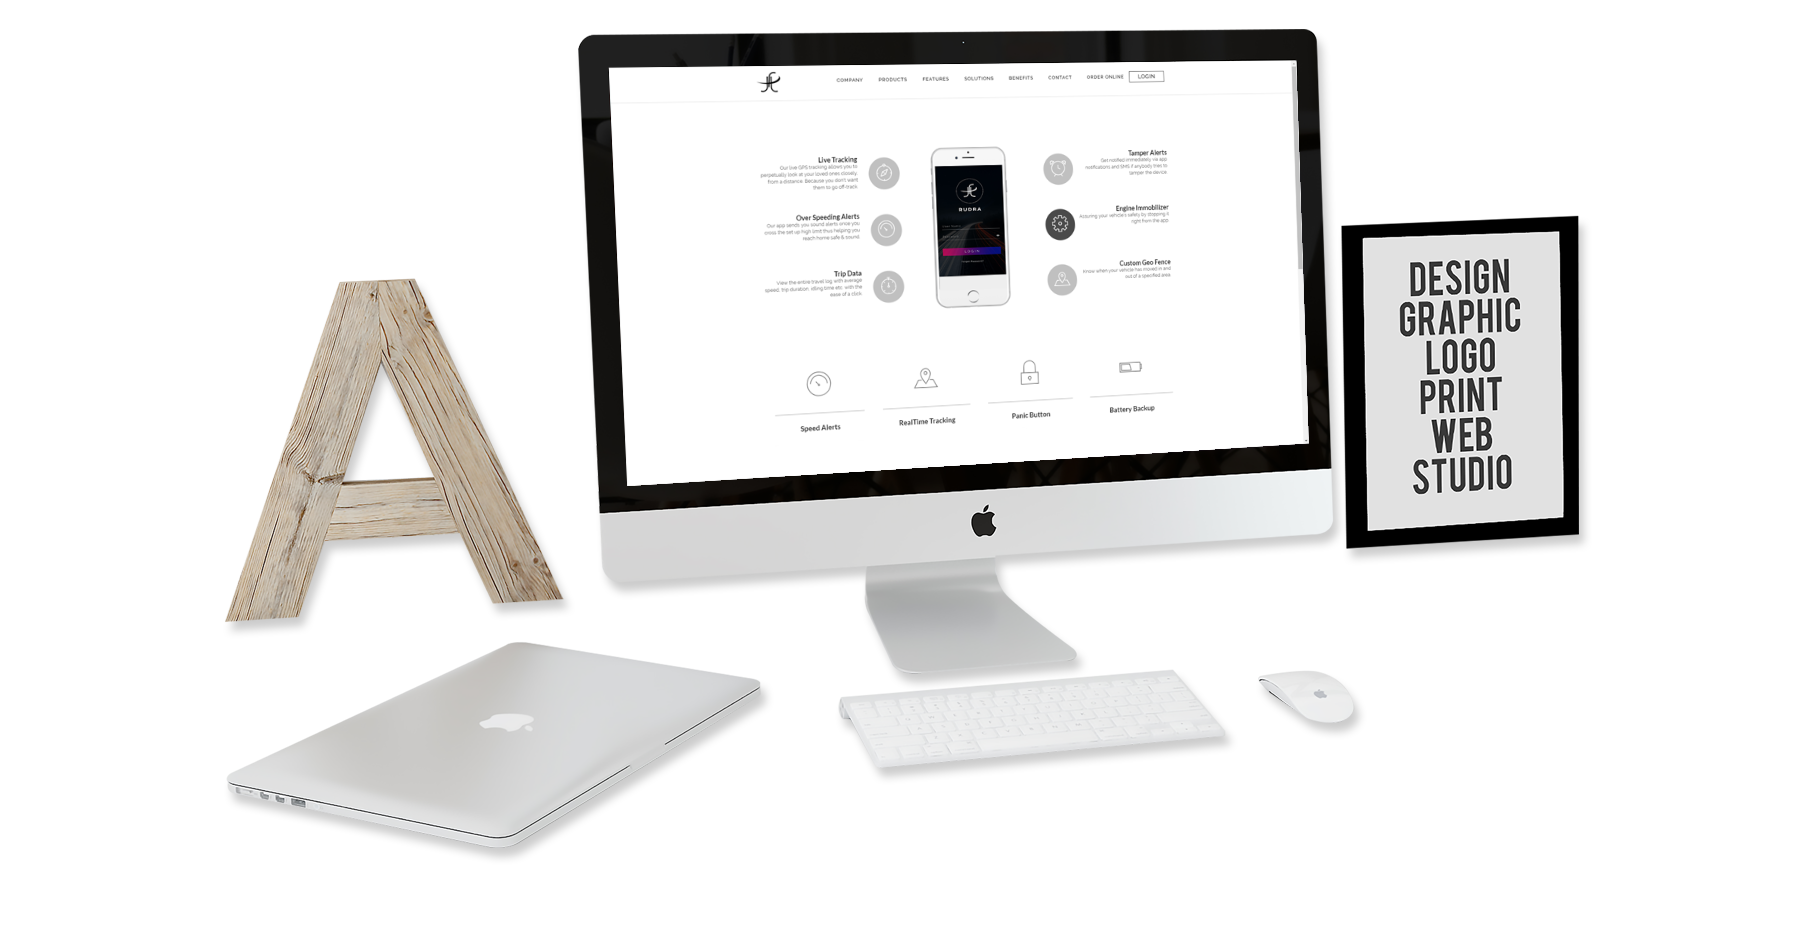 COMPANY PRODUCTS FEATURES SOLUTIONS BENEFITS CONTACT ORDER ONLINE LOGIN
Live Tracking
Our live GPS tracking allows you to
perpetually look at your loved ones closely
from a distance. Because you don't want
them to go off-track
Over Speeding Alerts
Our app sends you sound alerts once you
cross the set up high limit thus helping you
reach home safe & sound.
Trip Data
View the entire travel log with average
speed, trip duration, idling time etc. with the
ease of a click
RUDRA
LOGIN
Tamper Alerts
Get notified immediately via app
notifications and SMS if anybody tries to
tamper the device.
Engine Immobilizer
Assuring your vehicle's safety by stopping it
right from the app.
Custom Geo Fence
Know when your vehicle has moved in and
out of a specified area
Speed Alerts
RealTime Tracking
Panic Button
Battery Backup
A
DESIGN
GRAPHIC
LOGO
PRINT
WEB
STUDIO